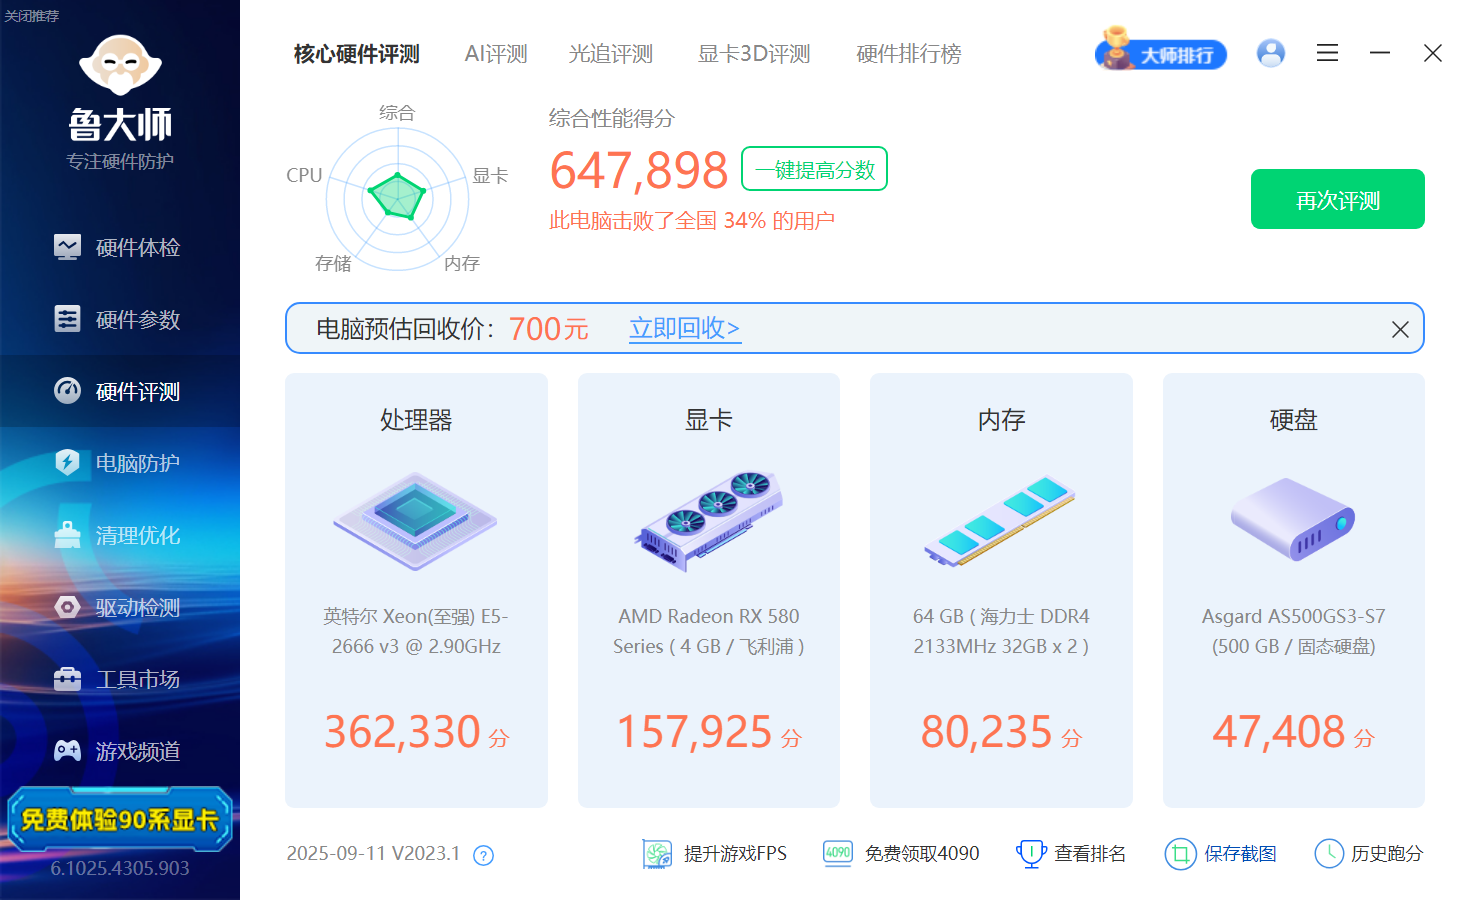 关闭推荐
鲁大师
专注硬件防护
硬件体检
硬件参数
硬件评测
电脑防护
清理优化
驱动检测
工具市场
游戏频道
免费体验90系显卡
6.1025.4305.903
核心硬件评测
AI评测
光追评测
显卡3D评测
硬件排行榜
大师排行
综合
CPU
显卡
存储
内存
综合性能得分
647,898
一键提高分数
此电脑击败了全国 34% 的用户
再次评测
电脑预估回收价：700元
立即回收>
处理器
英特尔 Xeon(至强) E5-
2666 v3 @ 2.90GHz
362,330 分
显卡
AMD Radeon RX 580
Series ( 4 GB / 飞利浦 )
157,925 分
内存
64 GB ( 海力士 DDR4
2133MHz 32GB x 2 )
80,235 分
硬盘
Asgard AS500GS3-S7
(500 GB / 固态硬盘)
47,408 分
2025-09-11 V2023.1
?
提升游戏FPS
4090
免费领取4090
查看排名
保存截图
历史跑分